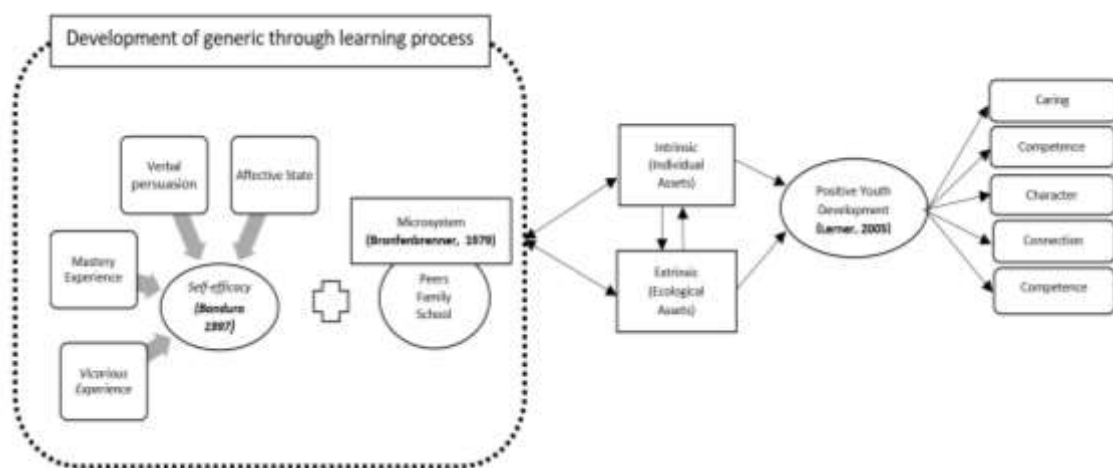 Development of generic through learning process
Verbal
persuasion
Affective State
Mastery
Experience
Vicarious
Experience
Self-efficacy
(Bandura
1997)
Microsystem
(Bronfenbrenner, 1979)
Peers
Family
School
Intrinsic
(Individual
Assets)
Extrinsic
(Ecological
Assets)
Positive Youth
Development
(Lerner, 2005)
Caring
Competence
Character
Connection
Competence